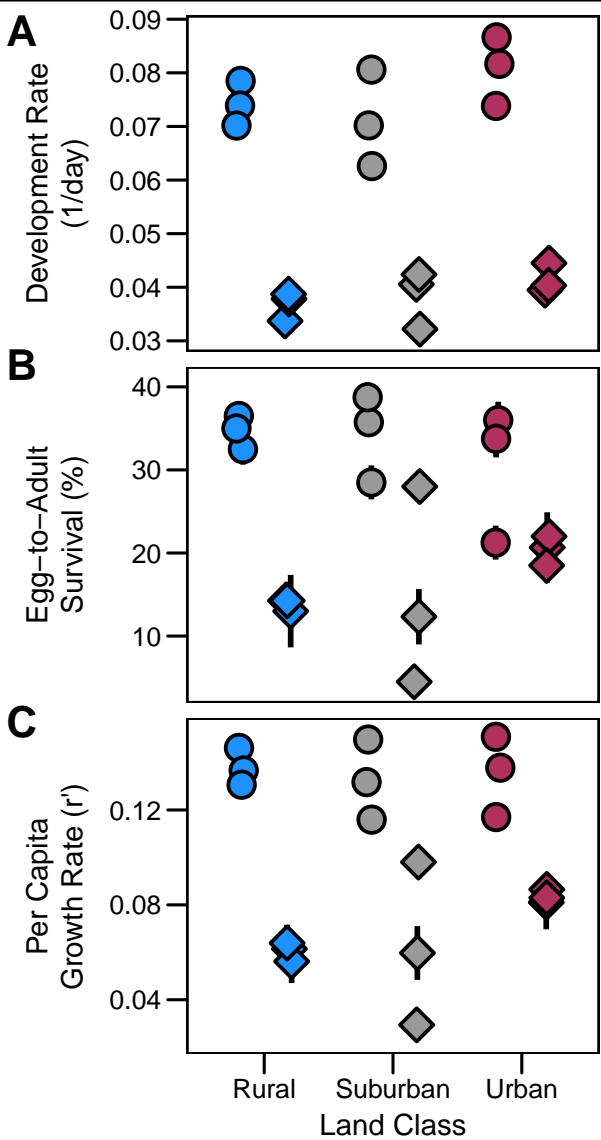 A
Development Rate
(1/day)
0.09
0.08
0.07
0.06
0.05
0.04
0.03
B
Egg−to−Adult
Survival (%)
40
30
20
10
C
Per Capita
Growth Rate (r')
0.12
0.08
0.04
Rural Suburban Urban
Land Class